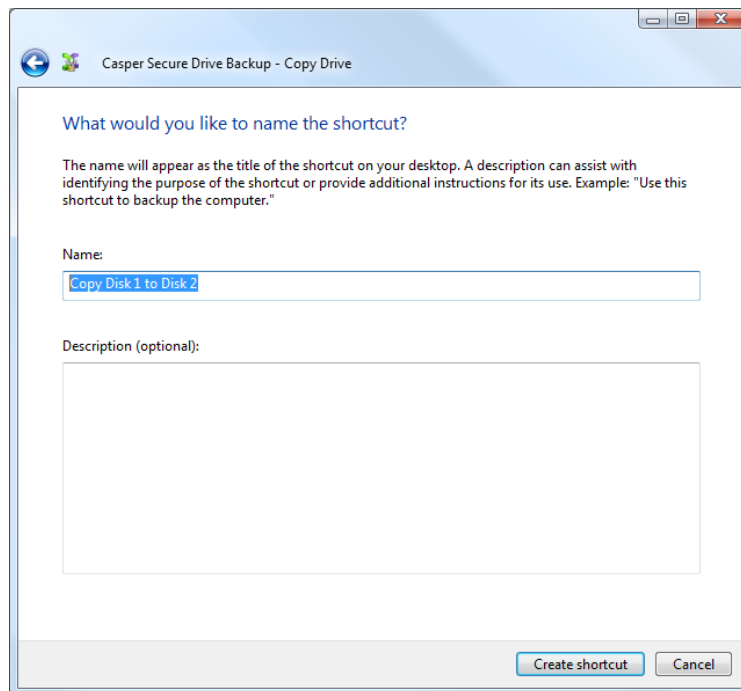 Casper Secure Drive Backup - Copy Drive
What would you like to name the shortcut?
The name will appear as the title of the shortcut on your desktop. A description can assist with
identifying the purpose of the shortcut or provide additional instructions for its use. Example: "Use this
shortcut to backup the computer."
Name:
Copy Disk 1 to Disk 2
Description (optional):
Create shortcut
Cancel